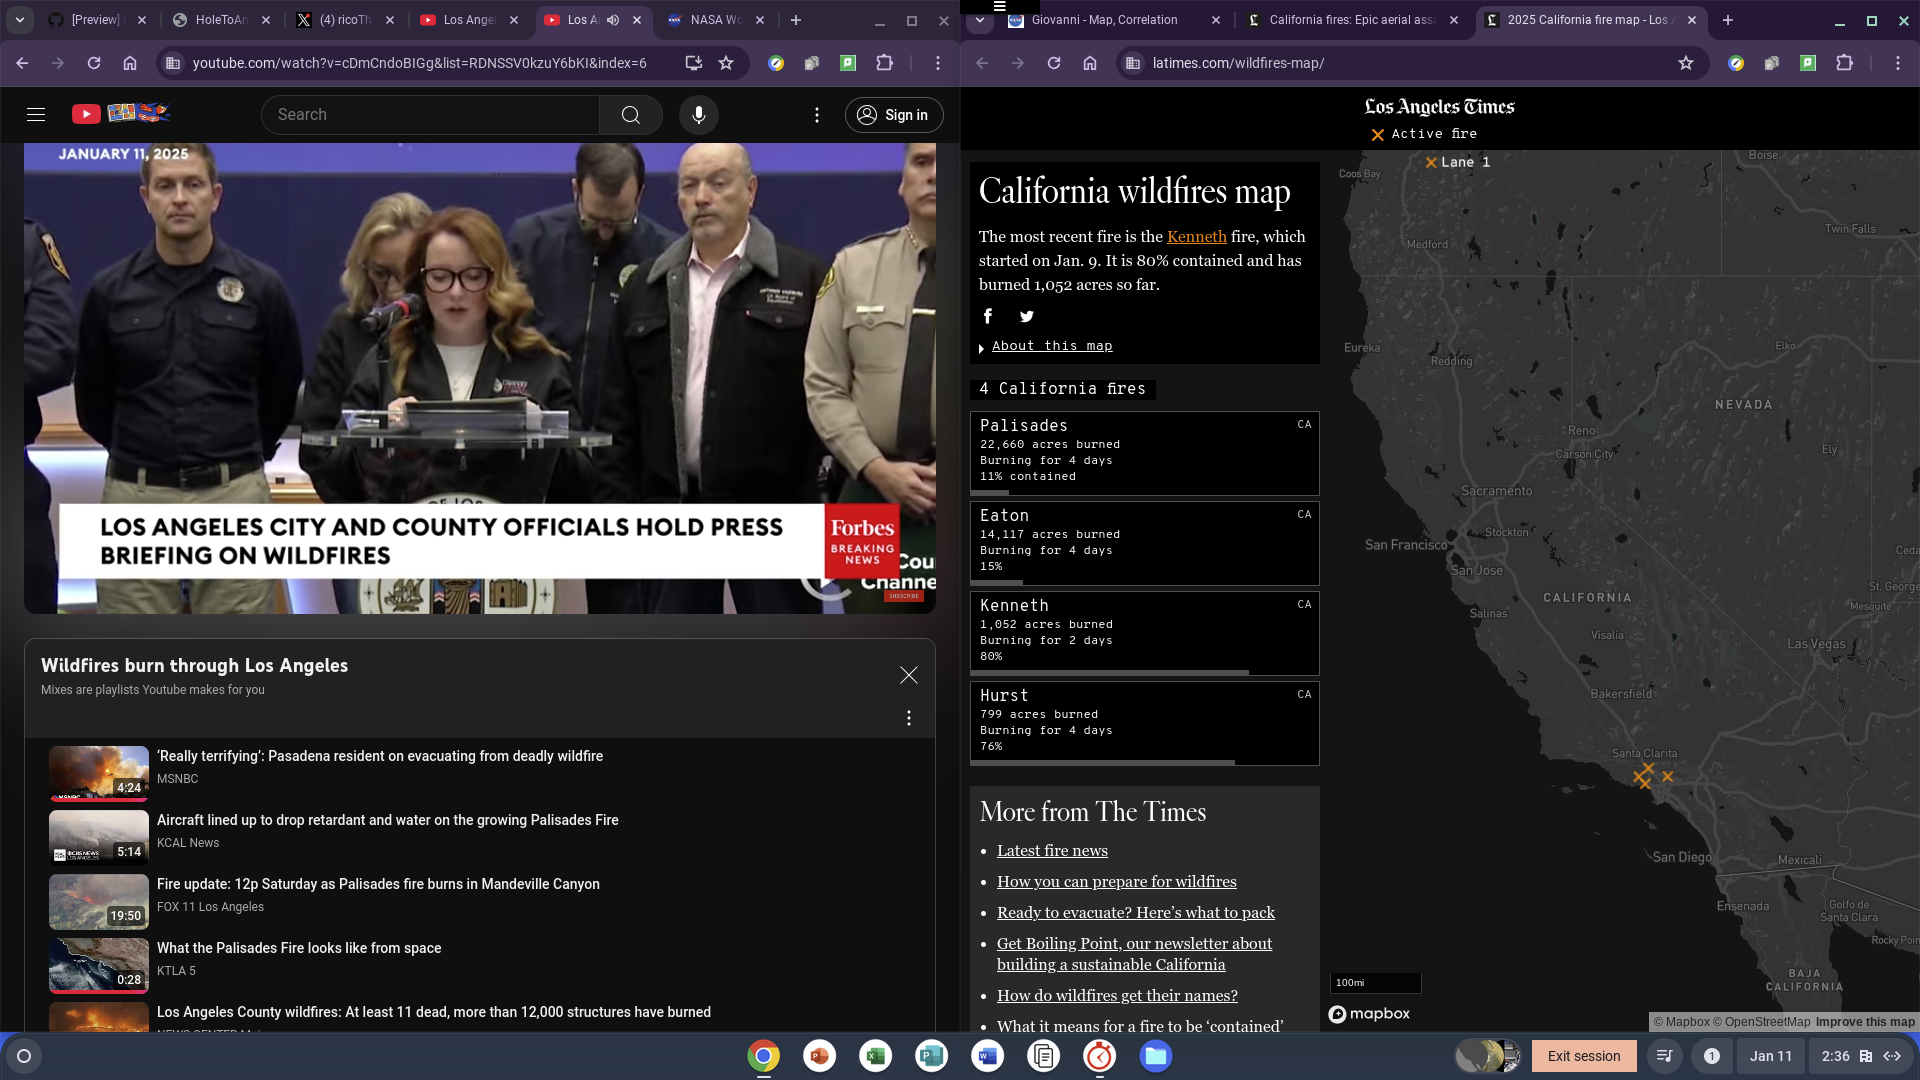 [Preview]
HoleToAn
(4) ricoTh
Los Angel
Los A
NASA Wo
youtube.com/watch?v=cDmCndoBIGg&list=RDNSSV0kzuY6bKI&index=6
Search
Sign in
JANUARY 11, 2025
LOS ANGELES CITY AND COUNTY OFFICIALS HOLD PRESS
BRIEFING ON WILDFIRES
Forbes
BREAKING
NEWS
Cou
Channe
SUBSCRIBE
Wildfires burn through Los Angeles
Mixes are playlists Youtube makes for you
‘Really terrifying’: Pasadena resident on evacuating from deadly wildfire
MSNBC
4:24
Aircraft lined up to drop retardant and water on the growing Palisades Fire
KCAL News
5:14
Fire update: 12p Saturday as Palisades fire burns in Mandeville Canyon
FOX 11 Los Angeles
19:50
What the Palisades Fire looks like from space
KTLA 5
0:28
Los Angeles County wildfires: At least 11 dead, more than 12,000 structures have burned
Giovanni - Map, Correlation
California fires: Epic aerial assa
2025 California fire map - Los A
latimes.com/wildfires-map/
Los Angeles Times
Active fire
Lane 1
California wildfires map
The most recent fire is the Kenneth fire, which
started on Jan. 9. It is 80% contained and has
burned 1,052 acres so far.
About this map
4 California fires
Palisades
CA
22,660 acres burned
Burning for 4 days
11% contained
Eaton
CA
14,117 acres burned
Burning for 4 days
15%
Kenneth
CA
1,052 acres burned
Burning for 2 days
80%
Hurst
CA
799 acres burned
Burning for 4 days
76%
More from The Times
Latest fire news
How you can prepare for wildfires
Ready to evacuate? Here’s what to pack
Get Boiling Point, our newsletter about
building a sustainable California
How do wildfires get their names?
What it means for a fire to be ‘contained’
Boise
Coos Bay
Twin Falls
Medford
Eureka
Redding
Elko
NEVADA
Reno
Carson City
Ely
Sacramento
Stockton
San Francisco
San Jose
Ceda
St. George
Mesquite
CALIFORNIA
Salinas
Visalia
Las Vegas
Bakersfield
Santa Clarita
San Diego
Mexicali
Ensenada
Golfo de
Santa Clara
Rocky Poin
BAJA
CALIFORNIA
100mi
mapbox
© Mapbox © OpenStreetMap Improve this map
Exit session
1
Jan 11
2:36